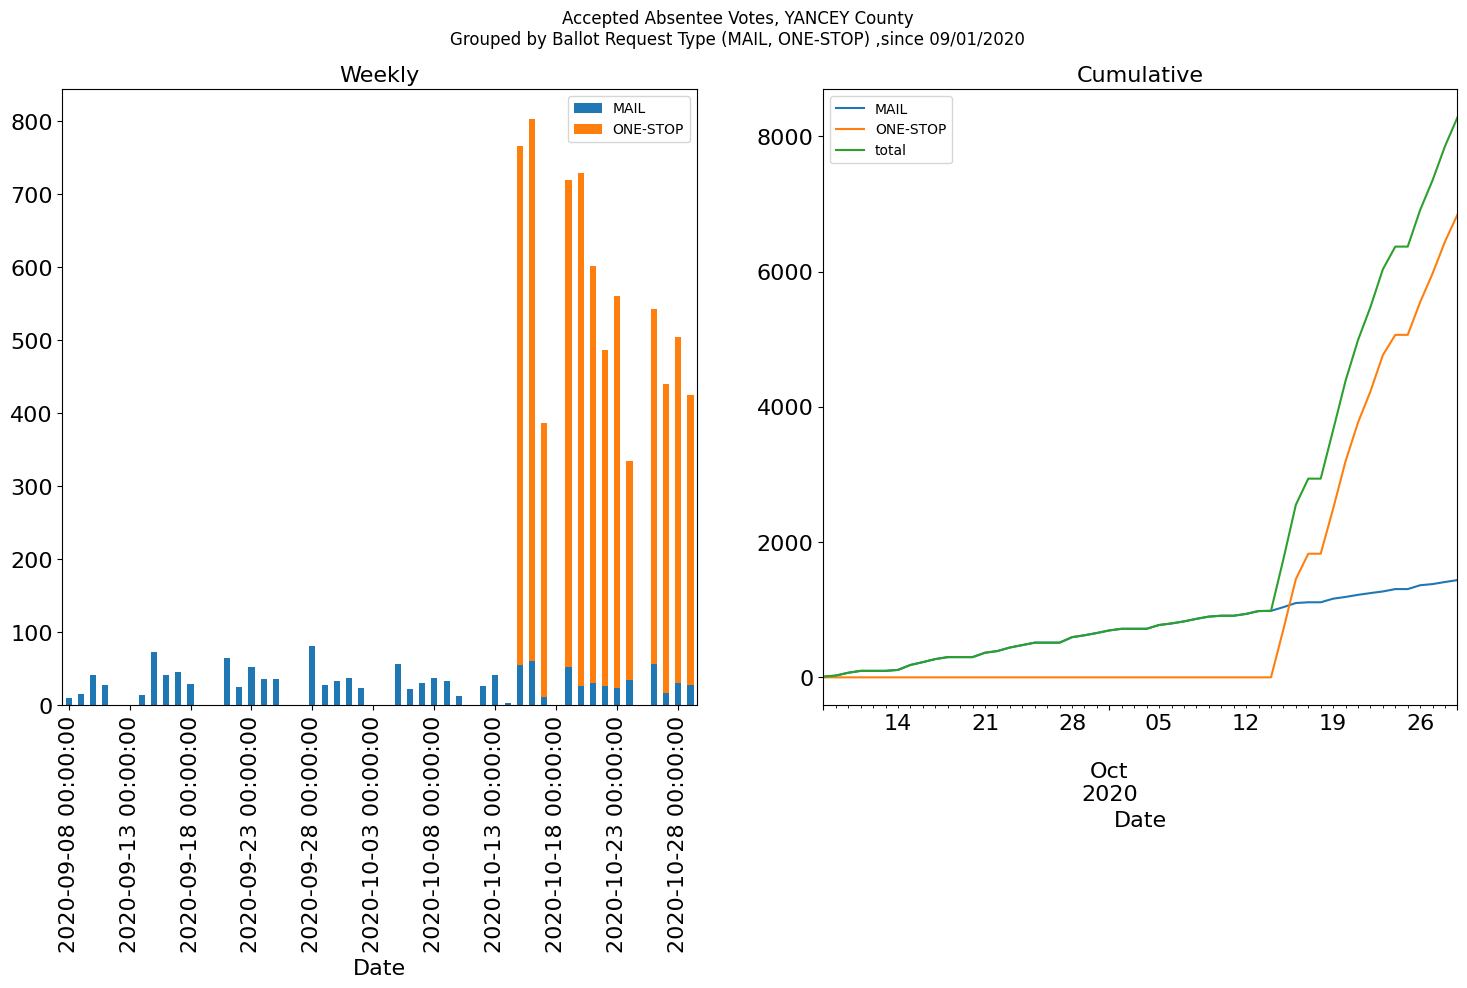 Accepted Absentee Votes, YANCEY County
Grouped by Ballot Request Type (MAIL, ONE-STOP) ,since 09/01/2020
Weekly
MAIL
ONE-STOP
800
700
600
500
400
300
200
100
0
2020-09-08 00:00:00
2020-09-13 00:00:00
2020-09-18 00:00:00
2020-09-23 00:00:00
2020-09-28 00:00:00
2020-10-03 00:00:00
2020-10-08 00:00:00
2020-10-13 00:00:00
2020-10-18 00:00:00
2020-10-23 00:00:00
2020-10-28 00:00:00
Date
Cumulative
MAIL
ONE-STOP
total
8000
6000
4000
2000
0
14 21 28 05 12 19 26
Oct
2020
Date